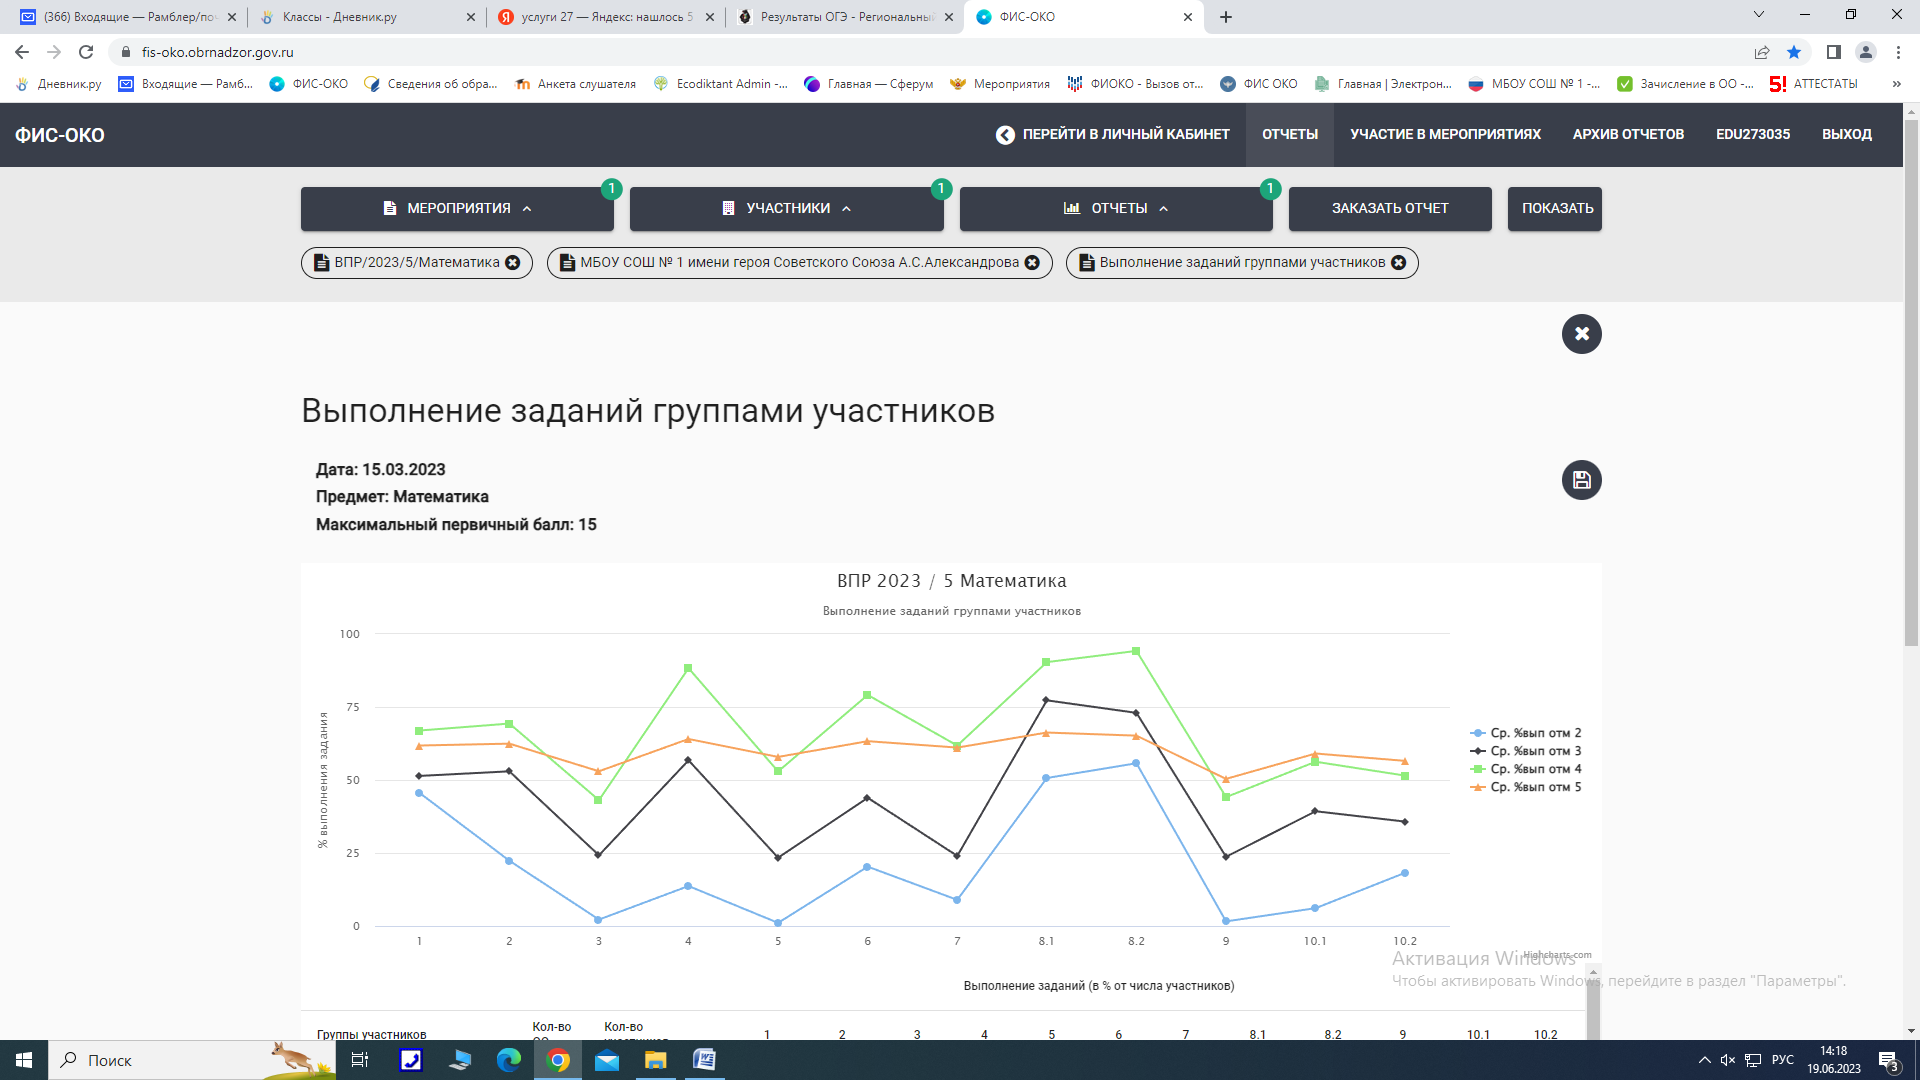 (366) Входящие — Рамблер/поч
Классы - Дневник.ру
услуги 27 — Яндекс: нашлось 5
Результаты ОГЭ - Региональный
ФИС-ОКО
fis-oko.obrnadzor.gov.ru
Дневник.ру
Входящие — Рамб...
ФИС-ОКО
Сведения об обра...
Анкета слушателя
Ecodiktant Admin -...
Главная — Сферум
Мероприятия
ФИОКО - Вызов от...
ФИС ОКО
Главная | Электрон...
МБОУ СОШ № 1 -...
Зачисление в ОО -...
5! АТТЕСТАТЫ
»
ФИС-ОКО
ПЕРЕЙТИ В ЛИЧНЫЙ КАБИНЕТ
ОТЧЕТЫ
УЧАСТИЕ В МЕРОПРИЯТИЯХ
АРХИВ ОТЧЕТОВ
EDU273035
ВЫХОД
МЕРОПРИЯТИЯ
1
УЧАСТНИКИ
1
ОТЧЕТЫ
1
ЗАКАЗАТЬ ОТЧЕТ
ПОКАЗАТЬ
ВПР/2023/5/Математика
МБОУ СОШ № 1 имени героя Советского Союза А.С.Александрова
Выполнение заданий группами участников
Выполнение заданий группами участников
Дата: 15.03.2023
Предмет: Математика
Максимальный первичный балл: 15
ВПР 2023 / 5 Математика
Выполнение заданий группами участников
% выполнения задания
100
75
50
25
0
1 2 3 4 5 6 7 8.1 8.2 9 10.1 10.2
Ср. %вып отм 2
Ср. %вып отм 3
Ср. %вып отм 4
Ср. %вып отм 5
Highcharts.com
Активация Windows
Чтобы активировать Windows, перейдите в раздел "Параметры".
Выполнение заданий (в % от числа участников)
Группы участников
Кол-во ОО
Кол-во участников
1 2 3 4 5 6 7 8.1 8.2 9 10.1 10.2
Поиск
РУС
14:18
19.06.2023
3